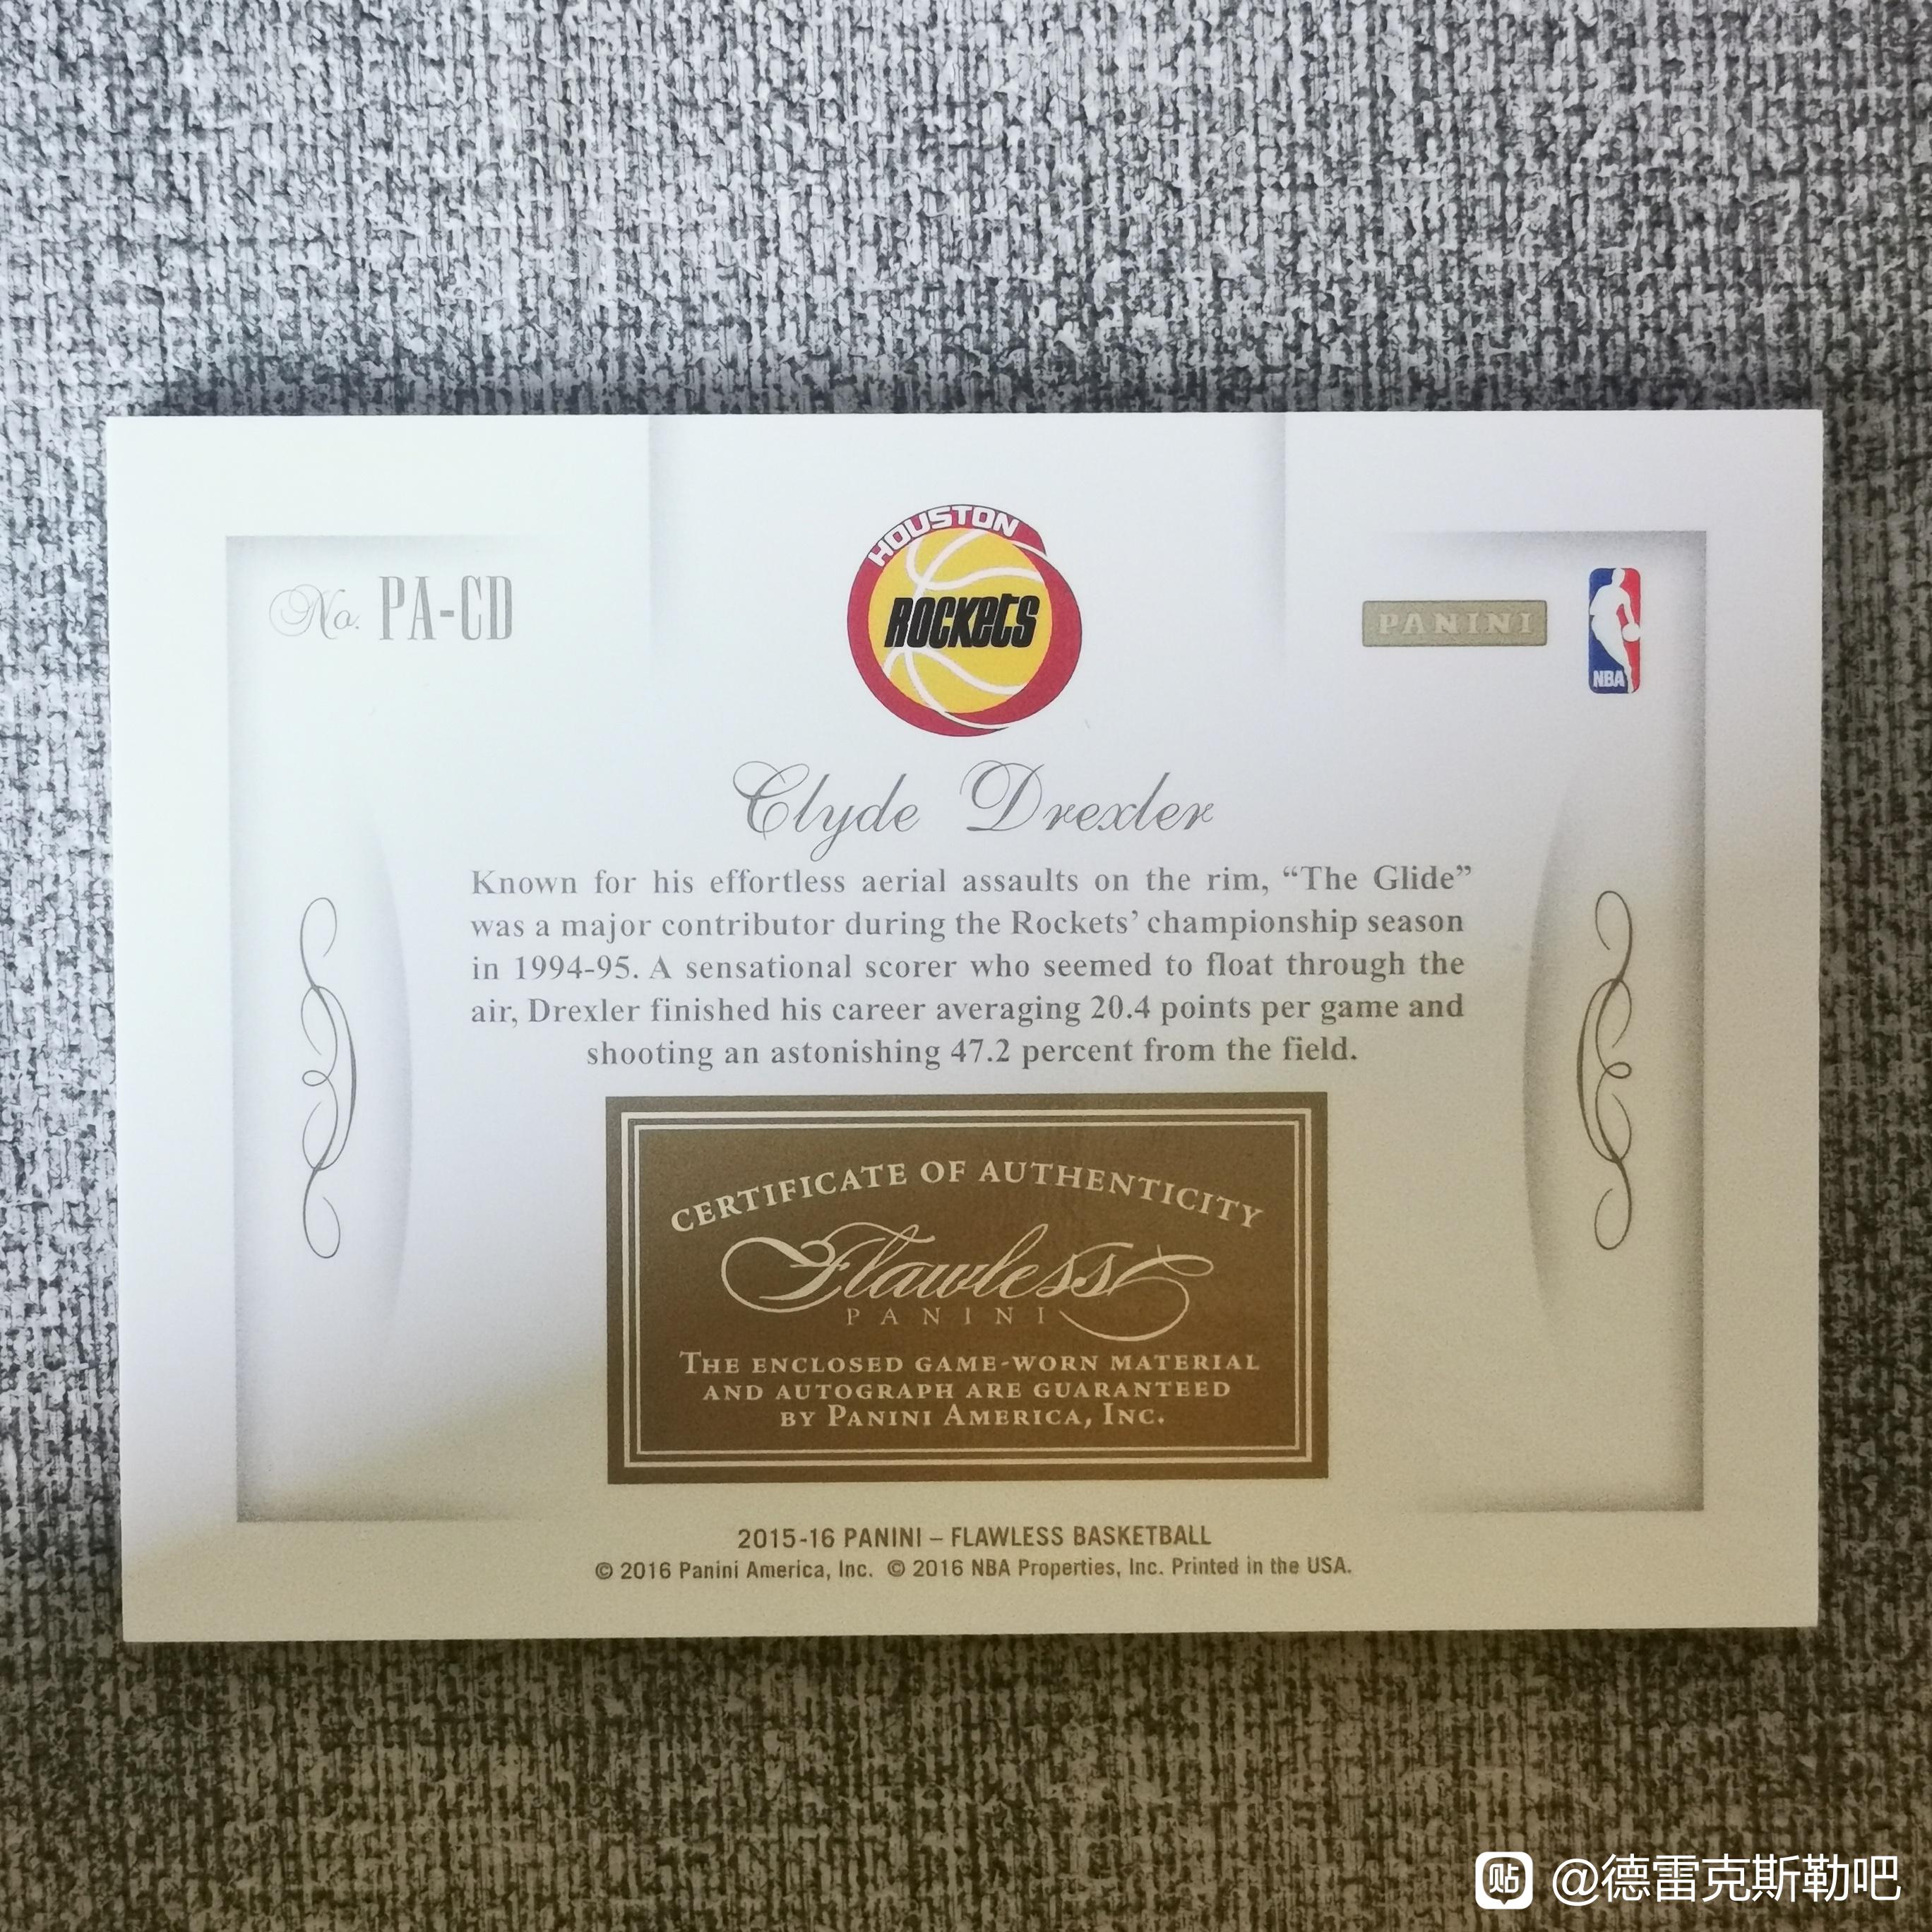 No. PA-CD
HOUSTON
ROCKETS
PANINI
NBA
Clyde Drexler
Known for his effortless aerial assaults on the rim, “The Glide”
was a major contributor during the Rockets’ championship season
in 1994-95. A sensational scorer who seemed to float through the
air, Drexler finished his career averaging 20.4 points per game and
shooting an astonishing 47.2 percent from the field.
CERTIFICATE OF AUTHENTICITY
Flawless
PANINI
THE ENCLOSED GAME-WORN MATERIAL
AND AUTOGRAPH ARE GUARANTEED
BY PANINI AMERICA, INC.
2015-16 PANINI – FLAWLESS BASKETBALL
© 2016 Panini America, Inc. © 2016 NBA Properties, Inc. Printed in the USA.
贴 @德雷克斯勒吧